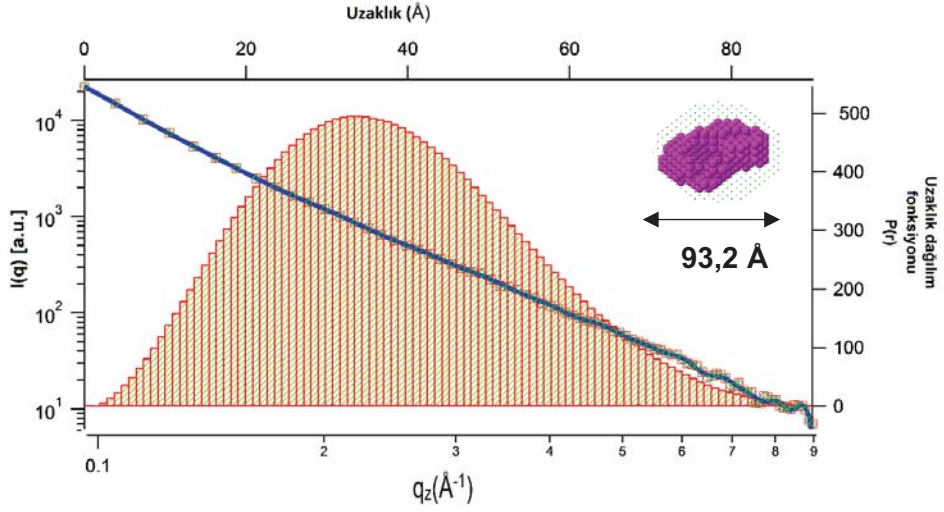 Uzaklık (Å)
0 20 40 60 80
10⁴
10³
10²
10¹
I(q) [a.u.]
500
400
300
200
100
0
Uzaklık dağılım
fonksiyonu
P(r)
93,2 Å
0.1 2 3 4 5 6 7 8 9
q_z(Å⁻¹)